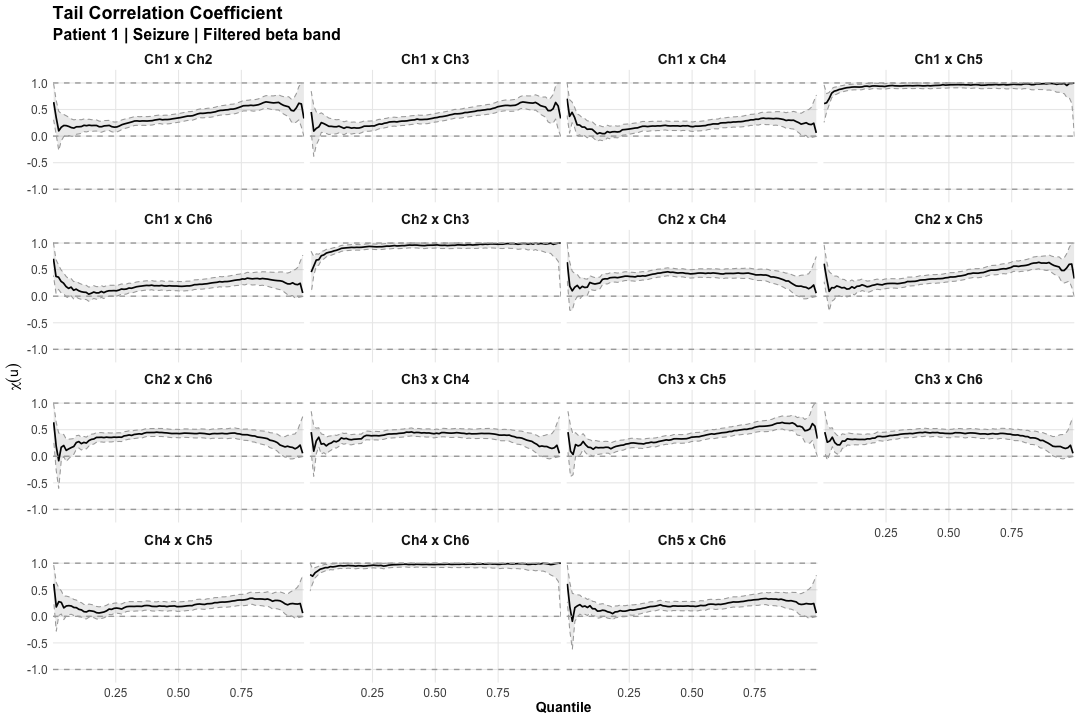 Tail Correlation Coefficient
Patient 1 | Seizure | Filtered beta band
Ch1 x Ch2
Ch1 x Ch3
Ch1 x Ch4
Ch1 x Ch5
1.0
0.5
0.0
-0.5
-1.0
Ch1 x Ch6
Ch2 x Ch3
Ch2 x Ch4
Ch2 x Ch5
1.0
0.5
0.0
-0.5
-1.0
χ(u)
Ch2 x Ch6
Ch3 x Ch4
Ch3 x Ch5
Ch3 x Ch6
1.0
0.5
0.0
-0.5
-1.0
0.25 0.50 0.75
Ch4 x Ch5
Ch4 x Ch6
Ch5 x Ch6
1.0
0.5
0.0
-0.5
-1.0
0.25 0.50 0.75
0.25 0.50 0.75
0.25 0.50 0.75
Quantile